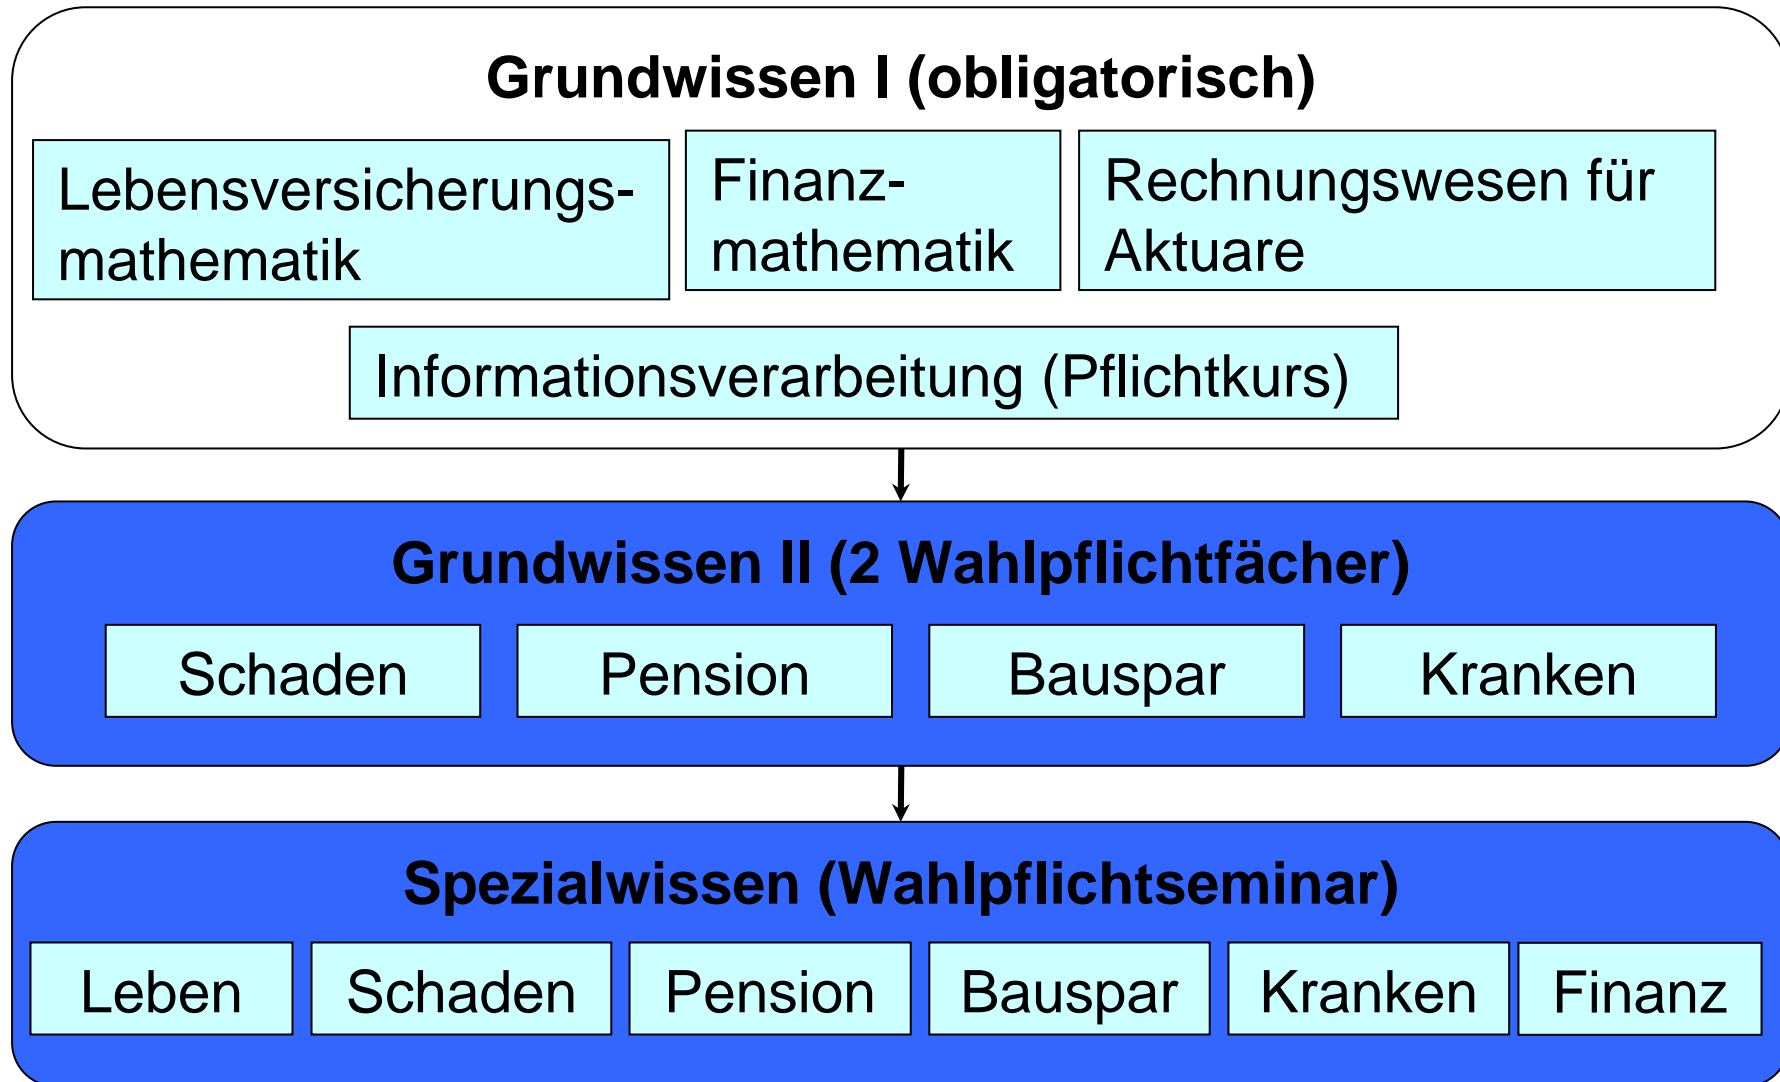 Grundwissen I (obligatorisch)
Lebensversicherungs-
mathematik
Finanz-
mathematik
Rechnungswesen für
Aktuare
Informationsverarbeitung (Pflichtkurs)
Grundwissen II (2 Wahlpflichtfächer)
Schaden
Pension
Bauspar
Kranken
Spezialwissen (Wahlpflichtseminar)
Leben
Schaden
Pension
Bauspar
Kranken
Finanz